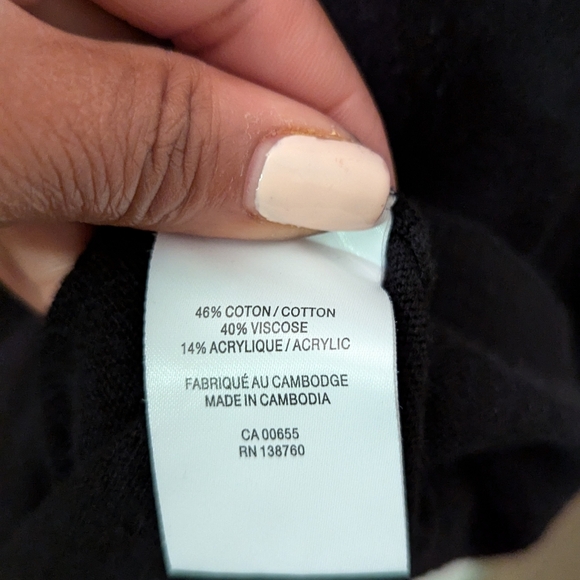 46% COTON / COTTON
40% VISCOSE
14% ACRYLIQUE / ACRYLIC
FABRIQUÉ AU CAMBODGE
MADE IN CAMBODIA
CA 00655
RN 138760